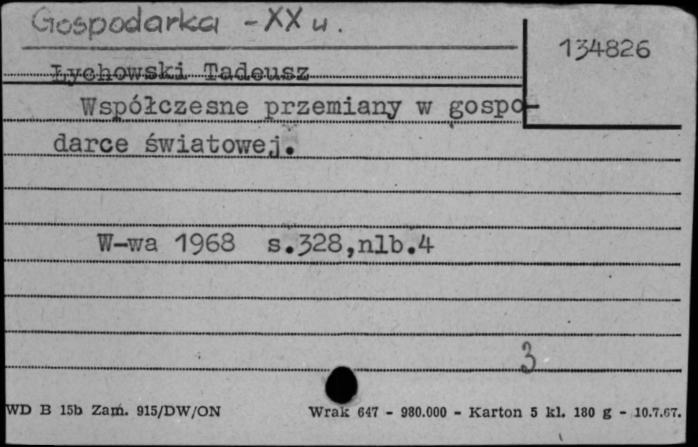 Gospodarka - XX w.
134826
Łychowski Tadeusz
Współczesne przemiany w gospo-
darce światowej.
W-wa 1968 s.328,nlb.4
3
WD B 15b Zam. 915/DW/ON
Wrak 647 - 980.000 - Karton 5 kl. 180 g - 10.7.67.